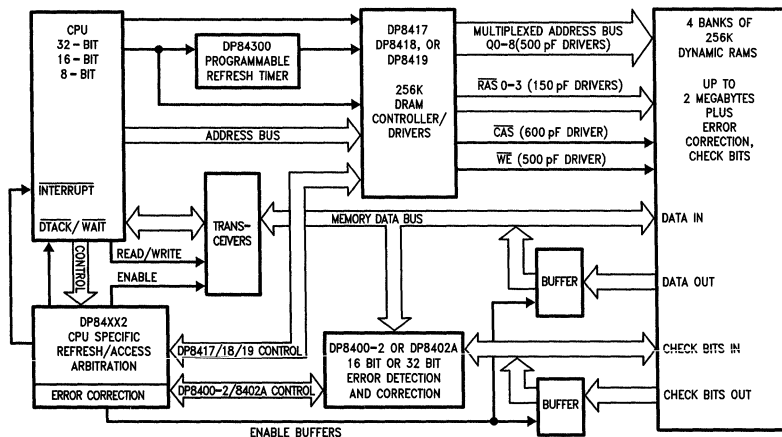 CPU
32-BIT
16-BIT
8-BIT
INTERRUPT
DTACK/WAIT
DP84300
PROGRAMMABLE
REFRESH TIMER
DP8417
DP8418, OR
DP8419
256K
DRAM
CONTROLLER/
DRIVERS
MULTIPLEXED ADDRESS BUS
Q0-8(500 pF DRIVERS)
RAS 0-3 (150 pF DRIVERS)
CAS (600 pF DRIVER)
WE (500 pF DRIVER)
4 BANKS OF
256K
DYNAMIC RAMS
UP TO
2 MEGABYTES
PLUS
ERROR
CORRECTION,
CHECK BITS
ADDRESS BUS
TRANS-
CEIVERS
MEMORY DATA BUS
DATA IN
CONTROL
READ/WRITE
ENABLE
BUFFER
DATA OUT
DP84XX2
CPU SPECIFIC
REFRESH/ACCESS
ARBITRATION
ERROR CORRECTION
DP8417/18/19 CONTROL
DP8400-2 OR DP8402A
16 BIT OR 32 BIT
ERROR DETECTION
AND CORRECTION
CHECK BITS IN
DP8400-2/8402A CONTROL
BUFFER
CHECK BITS OUT
ENABLE BUFFERS